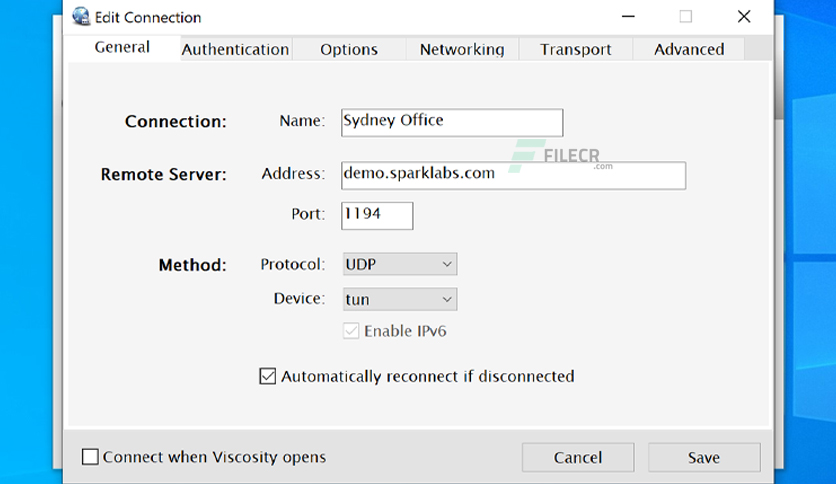 Edit Connection
General Authentication Options Networking Transport Advanced
Connection: Name: Sydney Office
FILECR
.com
Remote Server: Address: demo.sparklabs.com
Port: 1194
Method: Protocol: UDP
Device: tun
Enable IPv6
Automatically reconnect if disconnected
Connect when Viscosity opens Cancel Save